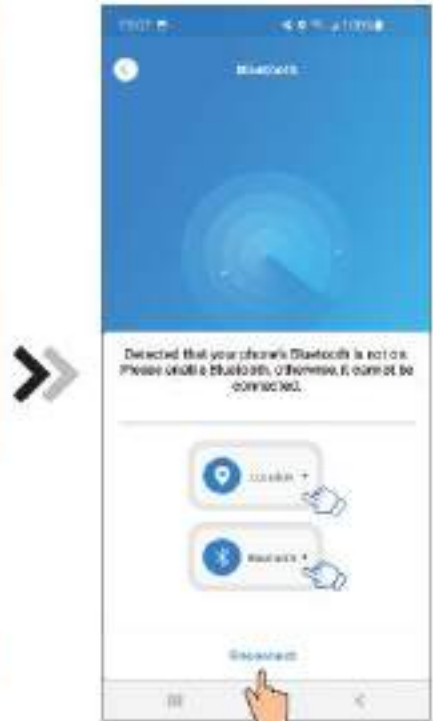 Bluetooth
Detected that your phone's Bluetooth is not on.
Please enable Bluetooth, otherwise, it cannot be
connected.
Location
Bluetooth